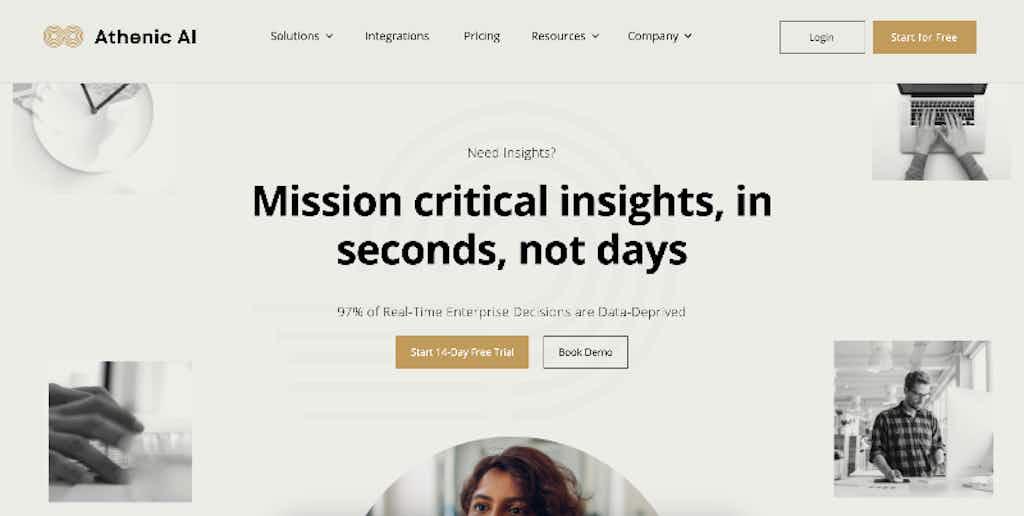 Athenic AI
Solutions
Integrations
Pricing
Resources
Company
Login
Start for Free
Need Insights?
Mission critical insights, in
seconds, not days
97% of Real-Time Enterprise Decisions are Data-Deprived
Start 14-Day Free Trial
Book Demo